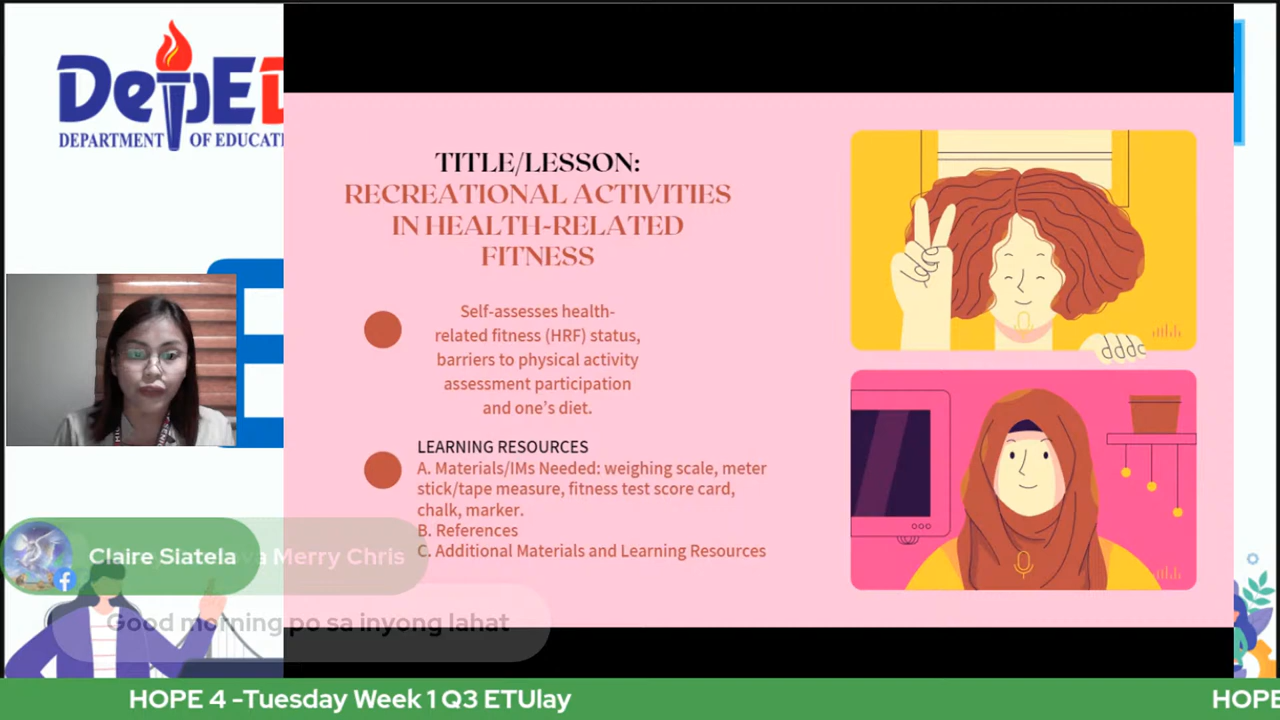 DepE
DEPARTMENT OF EDUCATI
TITLE/LESSON:
RECREATIONAL ACTIVITIES
IN HEALTH-RELATED
FITNESS
Self-assesses health-
related fitness (HRF) status,
barriers to physical activity
assessment participation
and one's diet.
LEARNING RESOURCES
A. Materials/IMs Needed: weighing scale, meter
stick/tape measure, fitness test score card,
chalk, marker.
B. References
C. Additional Materials and Learning Resources
Claire Siatela
Merry Chris
Good morning po sa inyong lahat
HOPE 4 -Tuesday Week 1 Q3 ETUlay
HOPE